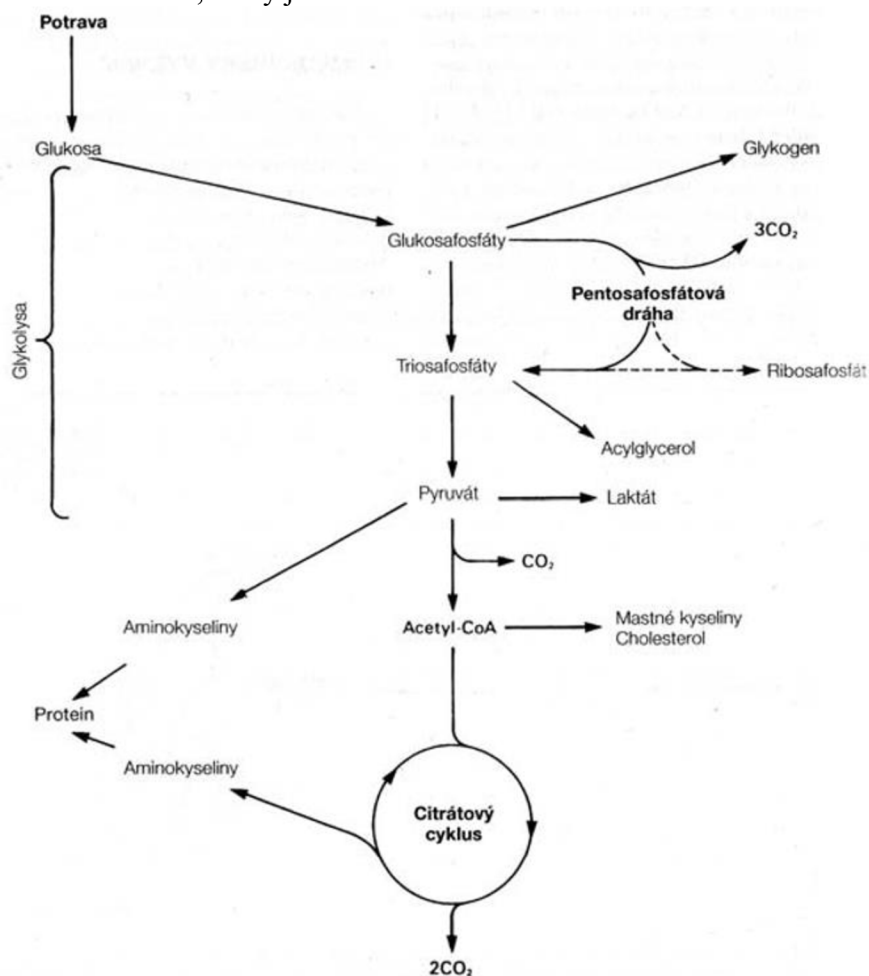 Potrava
Glukosa
Glykogen
Glukosafosfáty
3CO₂
Pentosafosfátová
dráha
Glykolysa
Triosafosfáty
Ribosafosfát
Acylglycerol
Pyruvát
Laktát
CO₂
Aminokyseliny
Acetyl-CoA
Mastné kyseliny
Cholesterol
Protein
Aminokyseliny
Citrátový
cyklus
2CO₂